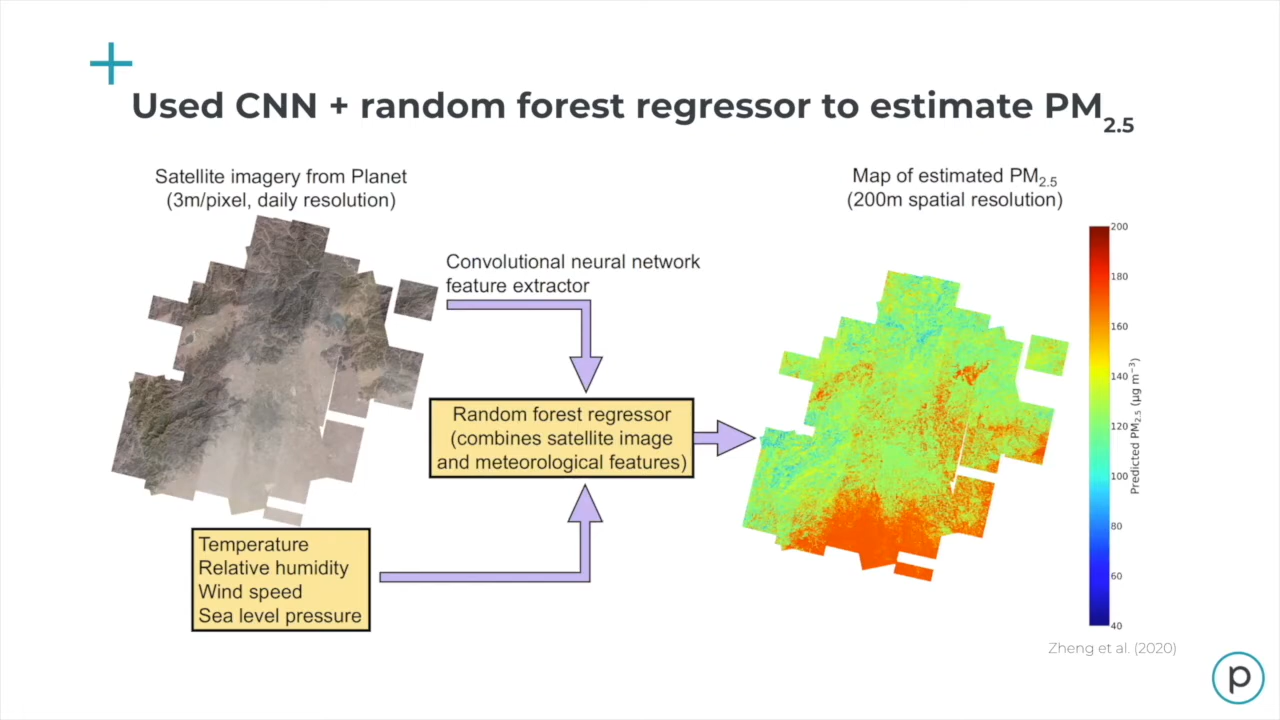 Used CNN + random forest regressor to estimate PM2.5
Satellite imagery from Planet
(3m/pixel, daily resolution)
Map of estimated PM2.5
(200m spatial resolution)
Convolutional neural network
feature extractor
Random forest regressor
(combines satellite image
and meteorological features)
Temperature
Relative humidity
Wind speed
Sea level pressure
200
180
160
140
120
100
80
60
40
Predicted PM2.5 (µg m−3)
Zheng et al. (2020)
p